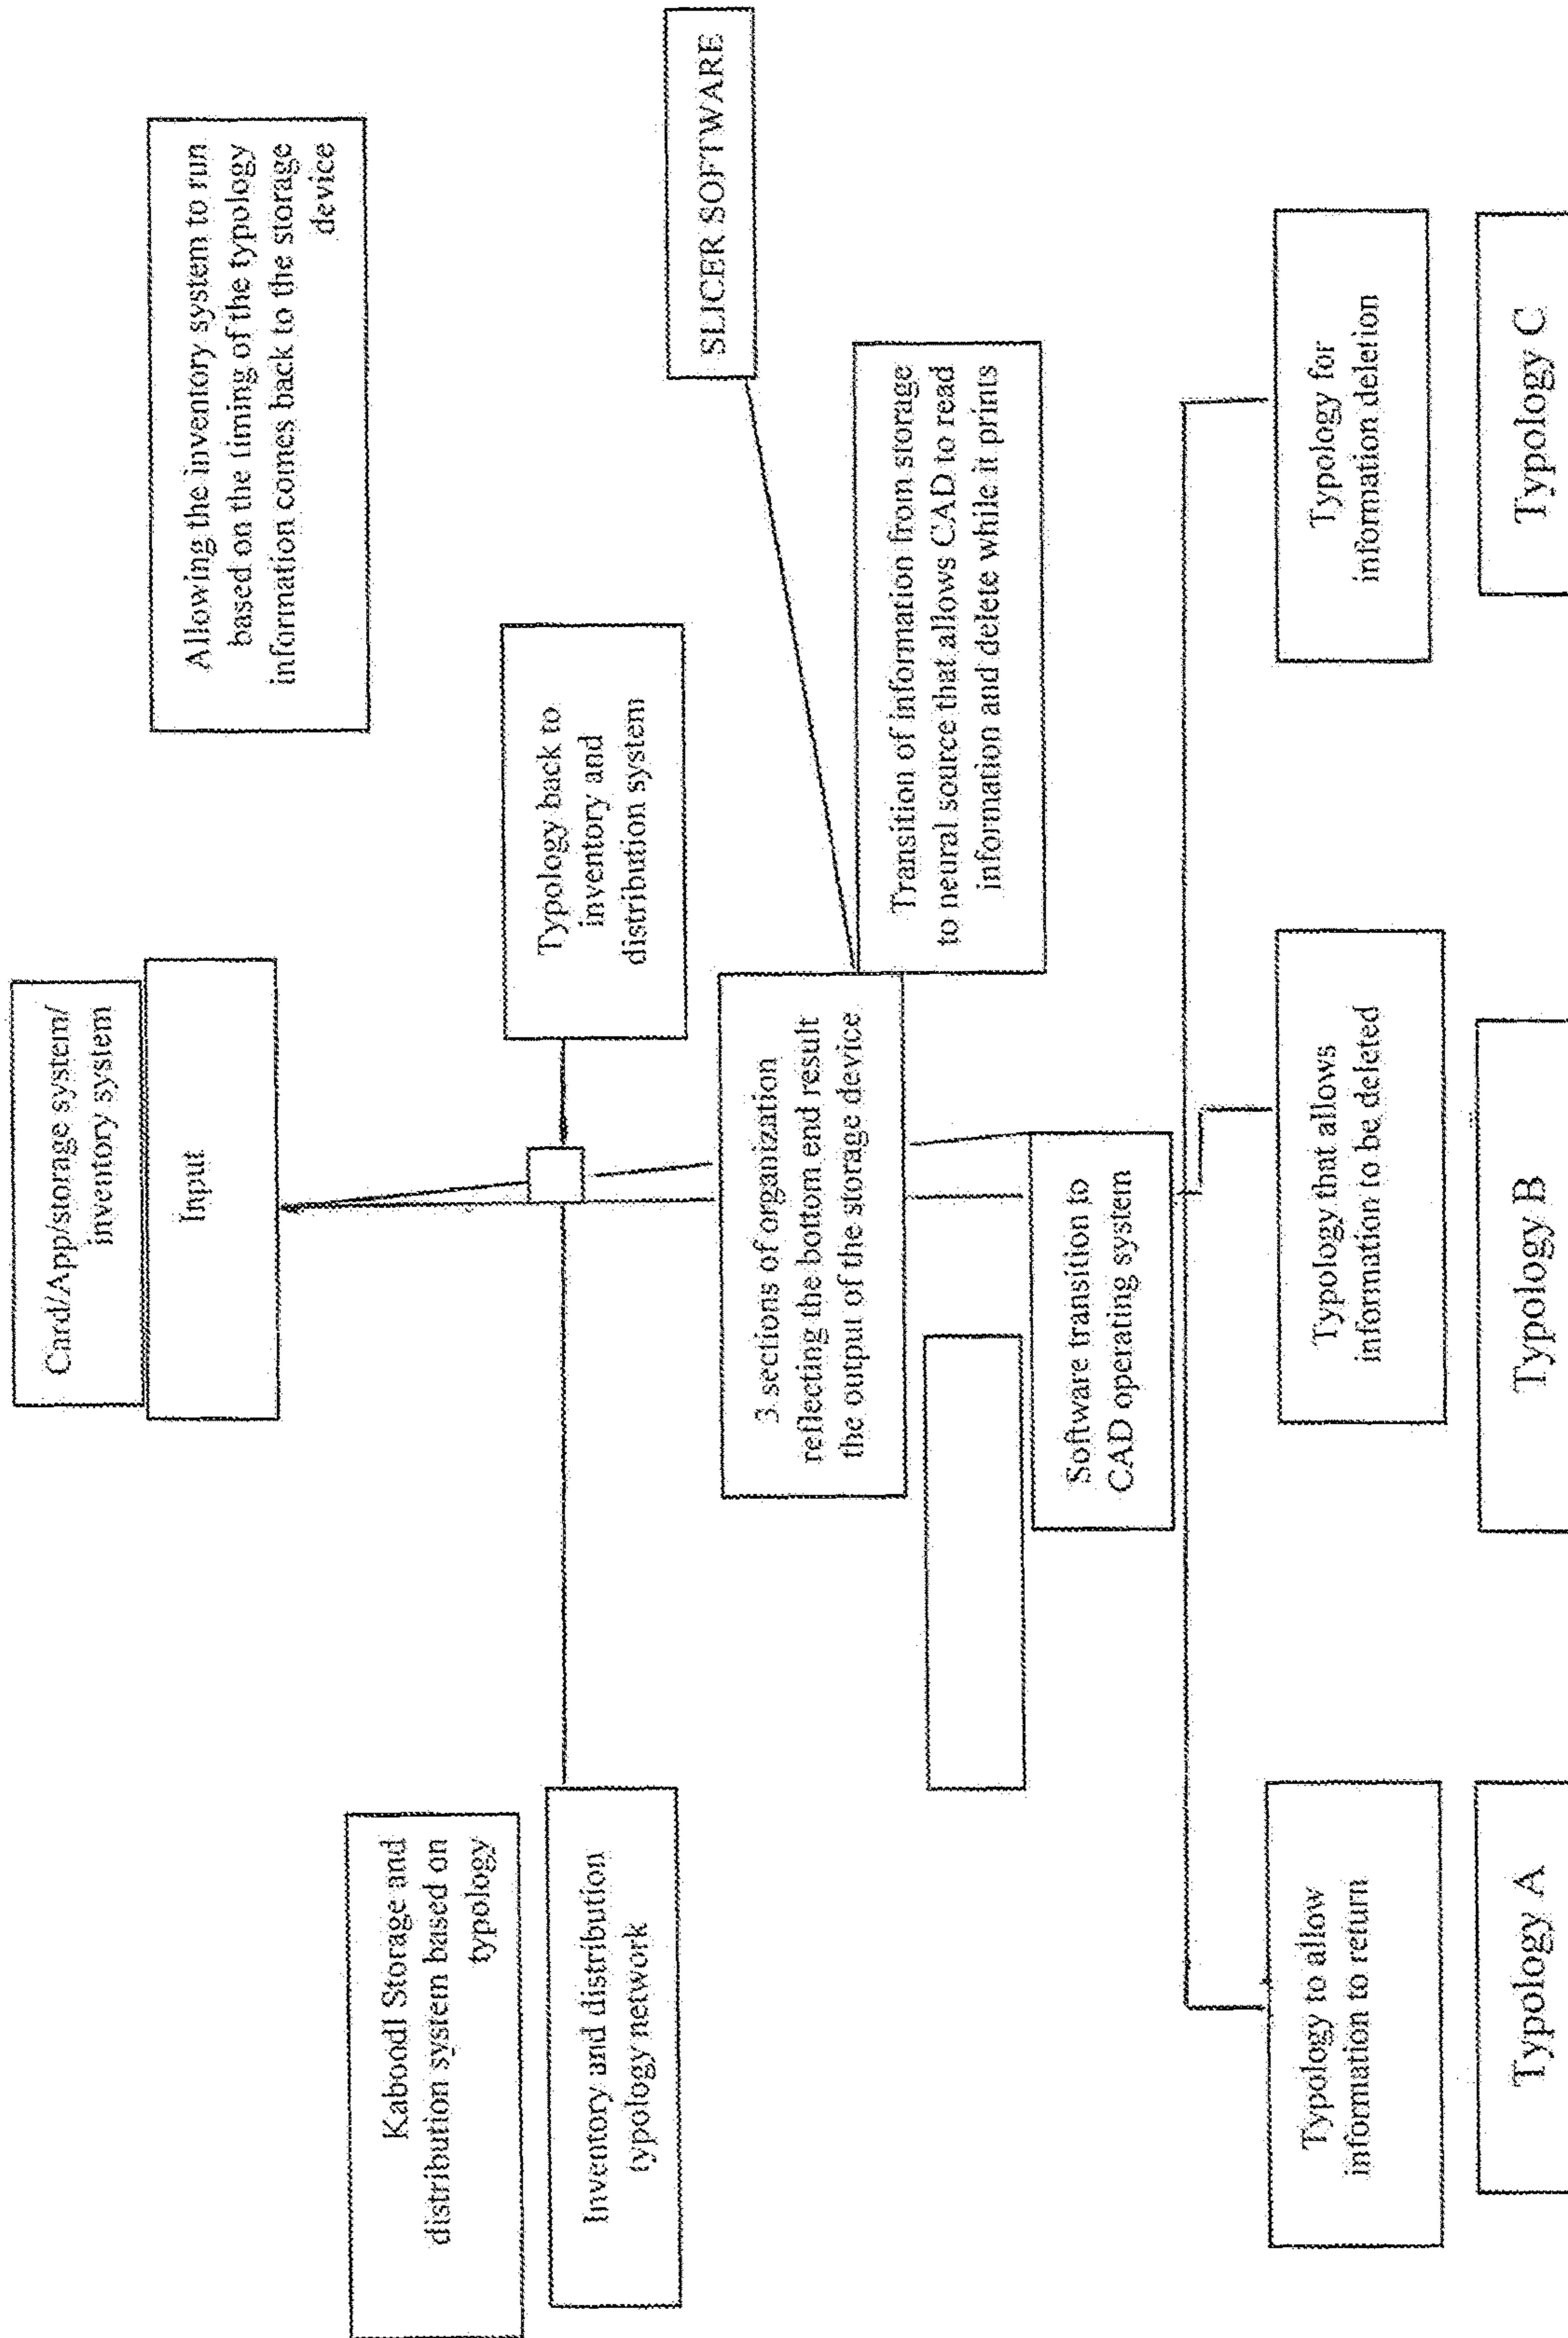 Card/App/storage system/
inventory system
Input
Allowing the inventory system to run
based on the timing of the typology
information comes back to the storage
device
Kaboodl Storage and
distribution system based on
typology
Inventory and distribution
typology network
Typology back to
inventory and
distribution system
SLICER SOFTWARE
3 sections of organization
reflecting the bottom end result
the output of the storage device
Transition of information from storage
to neural source that allows CAD to read
information and delete while it prints
Software transition to
CAD operating system
Typology to allow
information to return
Typology that allows
information to be deleted
Typology for
information deletion
Typology A
Typology B
Typology C